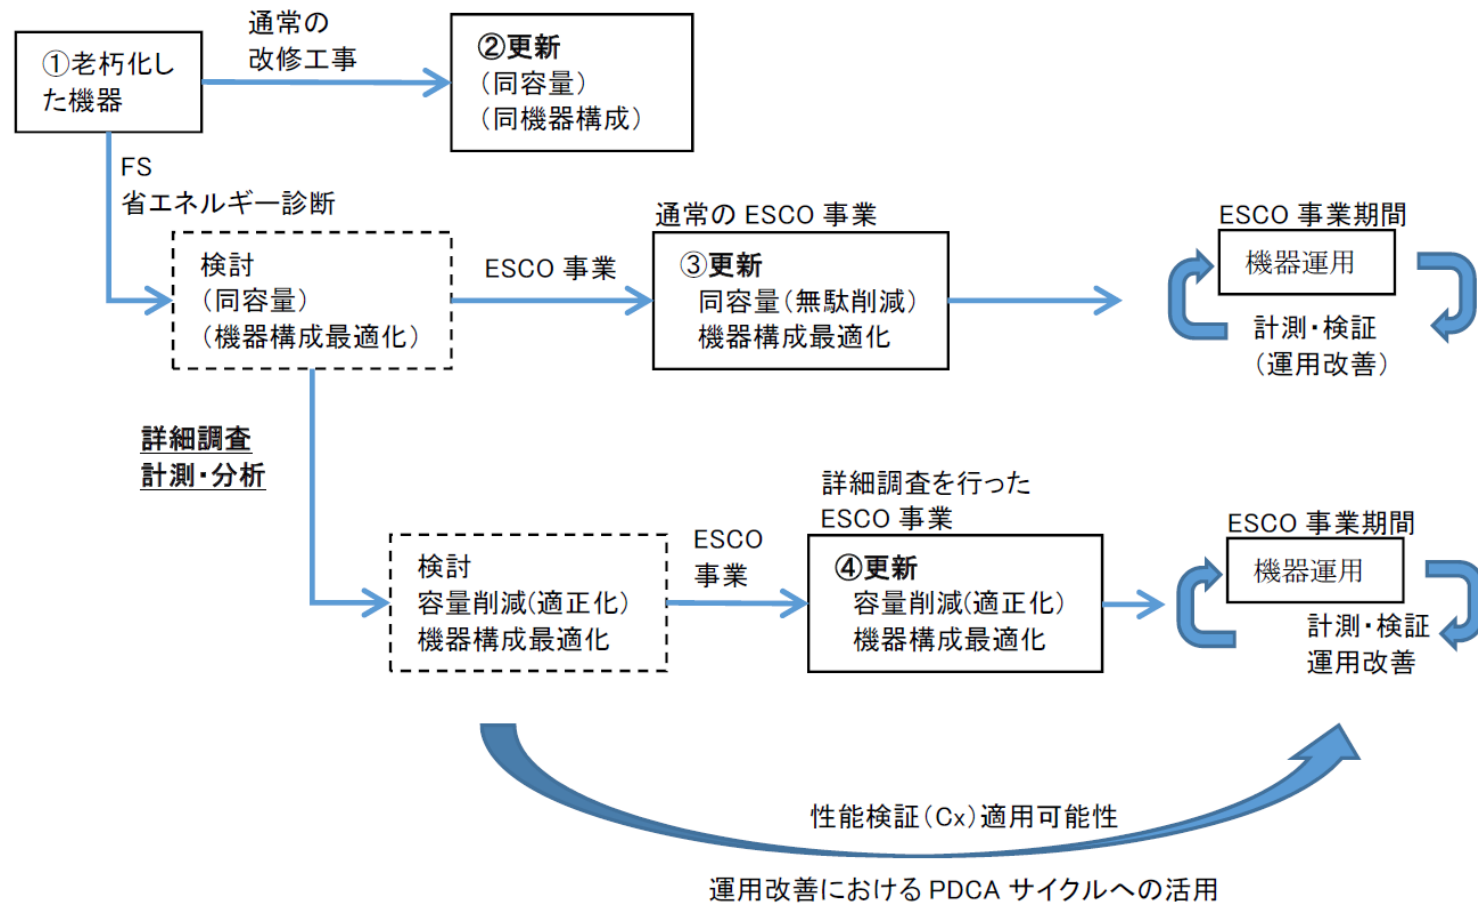 通常の
改修工事
①老朽化し
た機器
②更新
（同容量）
（同機器構成）
FS
省エネルギー診断
検討
（同容量）
（機器構成最適化）
ESCO 事業
通常の ESCO 事業
③更新
同容量（無駄削減）
機器構成最適化
ESCO 事業期間
機器運用
計測・検証
（運用改善）
詳細調査
計測・分析
検討
容量削減(適正化）
機器構成最適化
ESCO
事業
詳細調査を行った
ESCO 事業
④更新
容量削減(適正化）
機器構成最適化
ESCO 事業期間
機器運用
計測・検証
運用改善
性能検証（Cx）適用可能性
運用改善における PDCA サイクルへの活用